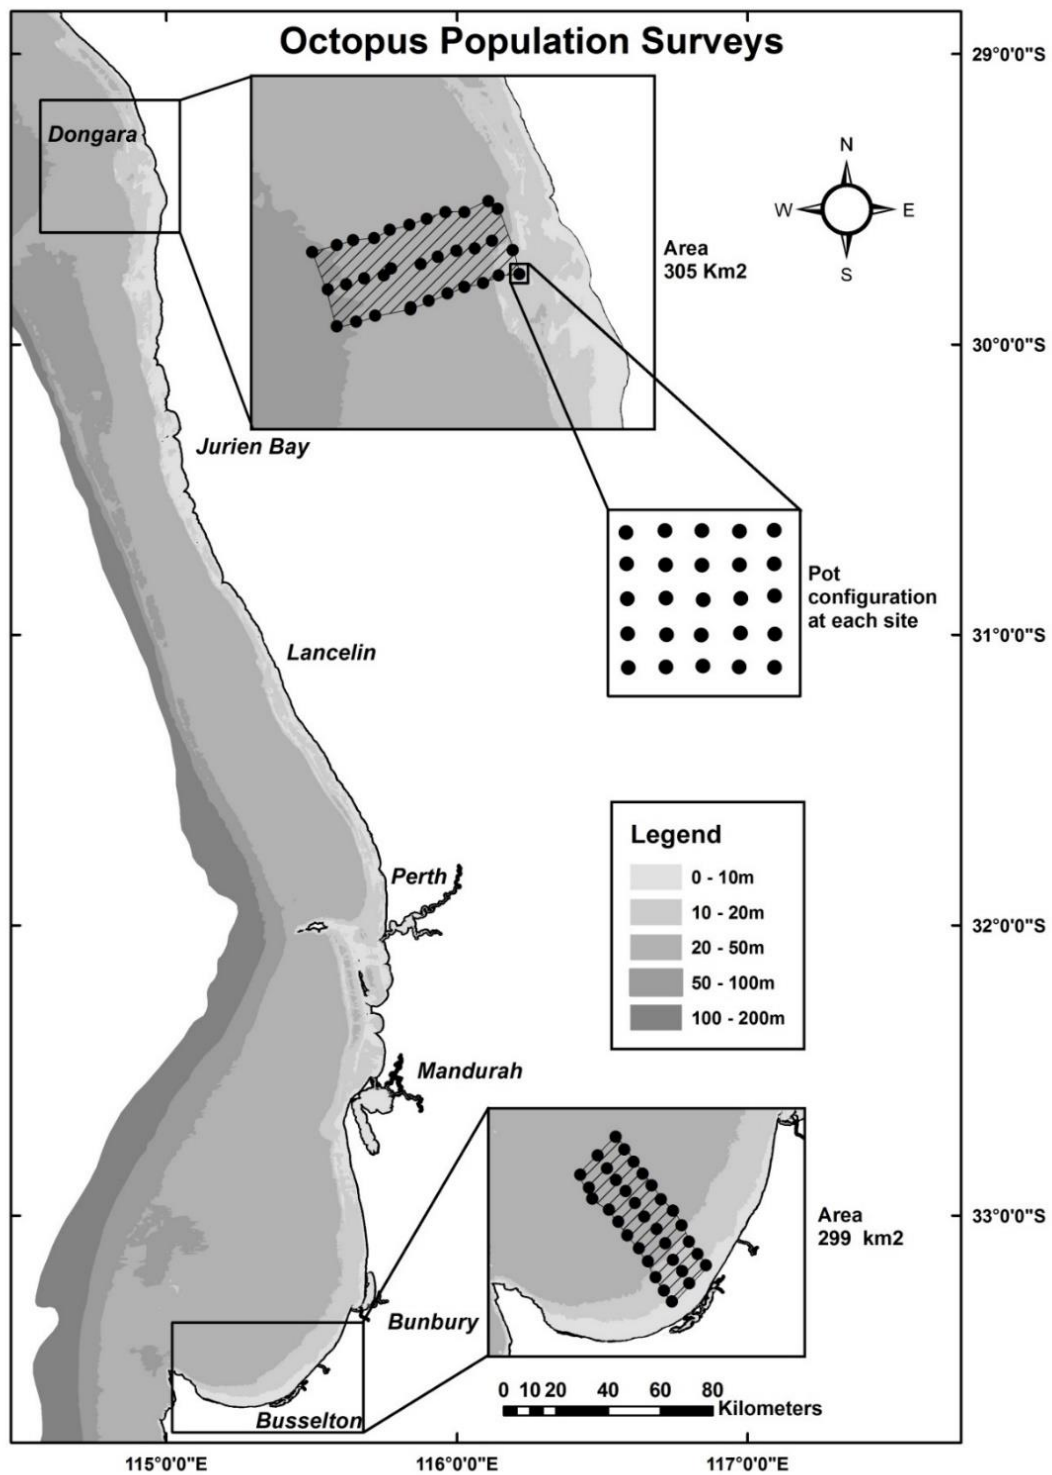 Octopus Population Surveys
29°0'0"S
Dongara
N
W
E
S
Area
305 Km2
30°0'0"S
Jurien Bay
Pot
configuration
at each site
31°0'0"S
Lancelin
Legend
0 - 10m
10 - 20m
20 - 50m
50 - 100m
100 - 200m
Perth
32°0'0"S
Mandurah
Area
299 km2
33°0'0"S
Bunbury
Busselton
0 10 20 40 60 80
Kilometers
115°0'0"E
116°0'0"E
117°0'0"E